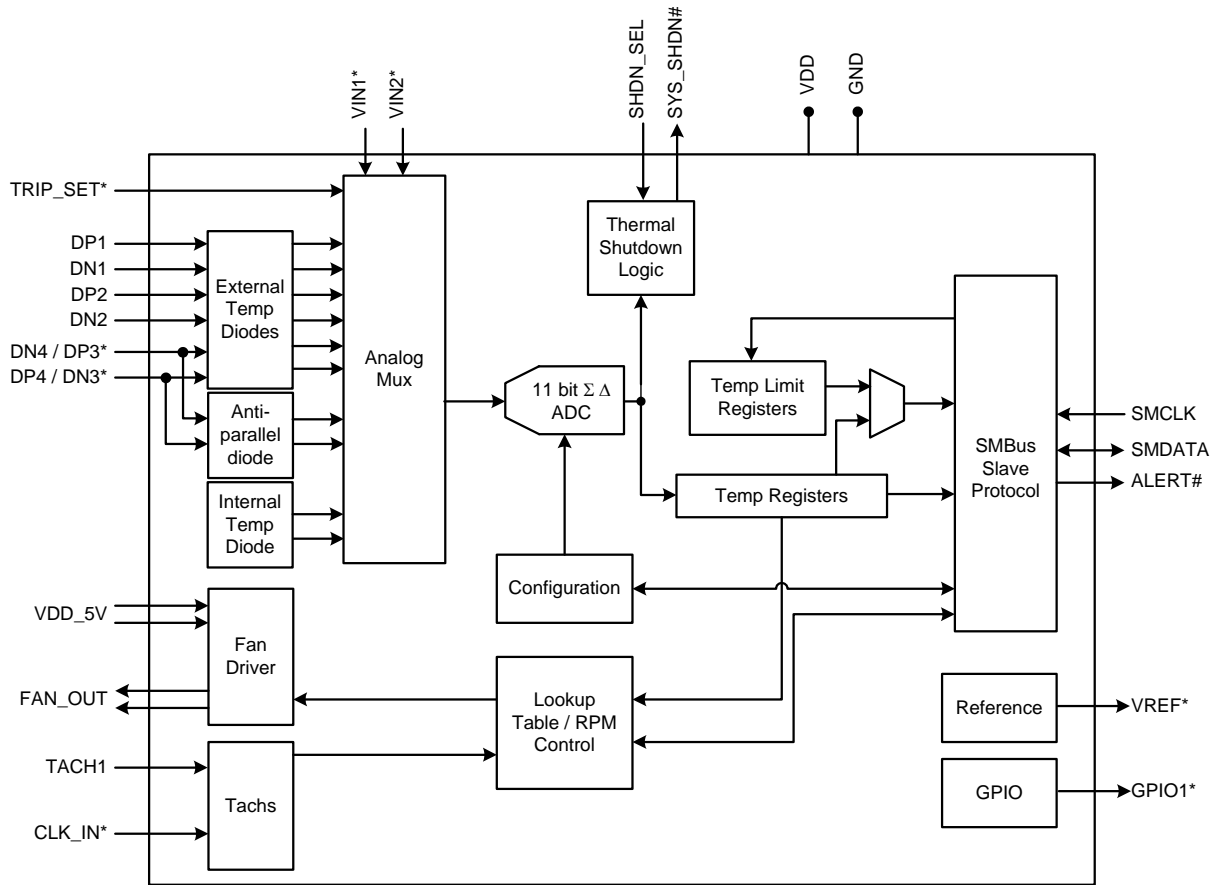 VIN1*
VIN2*
SHDN_SEL
SYS_SHDN#
VDD
GND
TRIP_SET*
DP1
DN1
DP2
DN2
DN4 / DP3*
DP4 / DN3*
External
Temp
Diodes
Anti-
parallel
diode
Internal
Temp
Diode
Analog
Mux
Thermal
Shutdown
Logic
11 bit Σ Δ
ADC
Temp Limit
Registers
Temp Registers
Configuration
SMBus
Slave
Protocol
SMCLK
SMDATA
ALERT#
VDD_5V
FAN_OUT
Fan
Driver
Lookup
Table / RPM
Control
TACH1
CLK_IN*
Tachs
Reference
VREF*
GPIO
GPIO1*